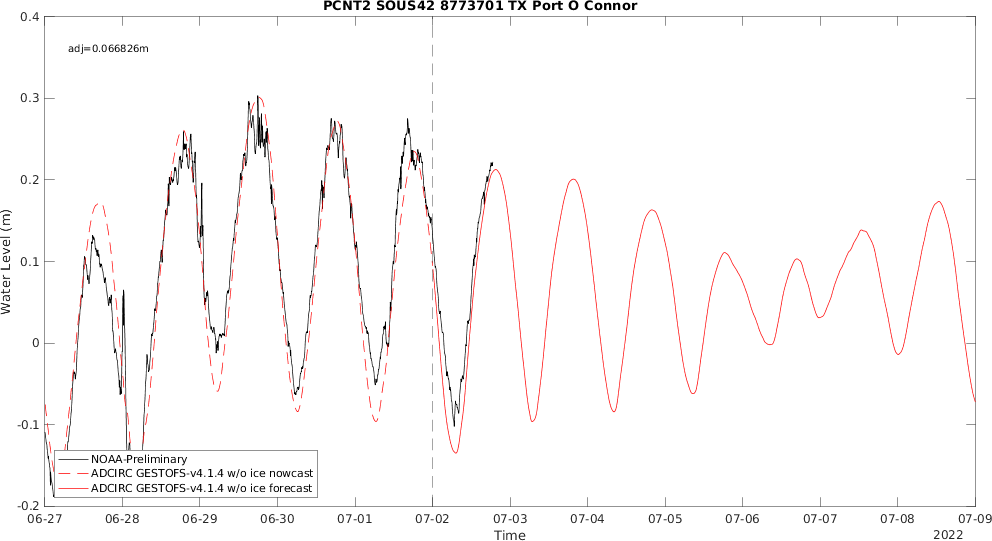 PCNT2 SOUS42 8773701 TX Port O Connor
adj=0.066826m
0.4
0.3
0.2
0.1
0
-0.1
-0.2
Water Level (m)
NOAA-Preliminary
ADCIRC GESTOFS-v4.1.4 w/o ice nowcast
ADCIRC GESTOFS-v4.1.4 w/o ice forecast
06-27 06-28 06-29 06-30 07-01 07-02 07-03 07-04 07-05 07-06 07-07 07-08 07-09
Time
2022